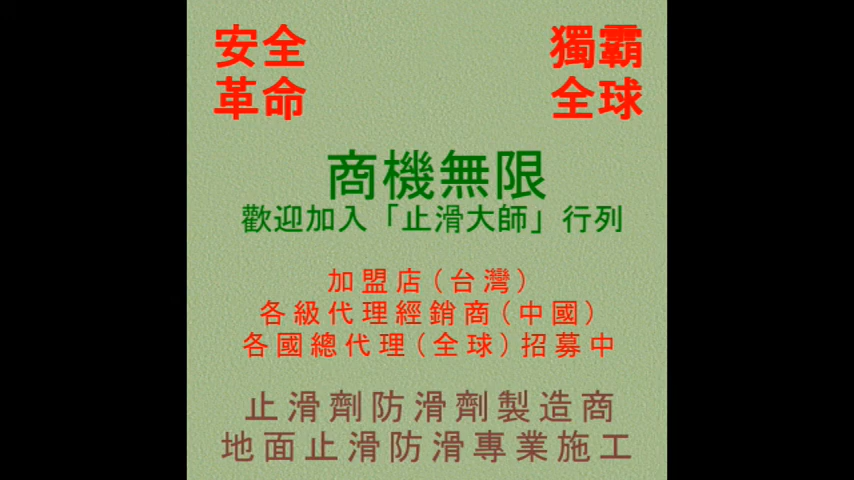 安全 獨霸
革命 全球
商機無限
歡迎加入「止滑大師」行列
加盟店(台灣)
各級代理經銷商(中國)
各國總代理(全球)招募中
止滑劑防滑劑製造商
地面止滑防滑專業施工